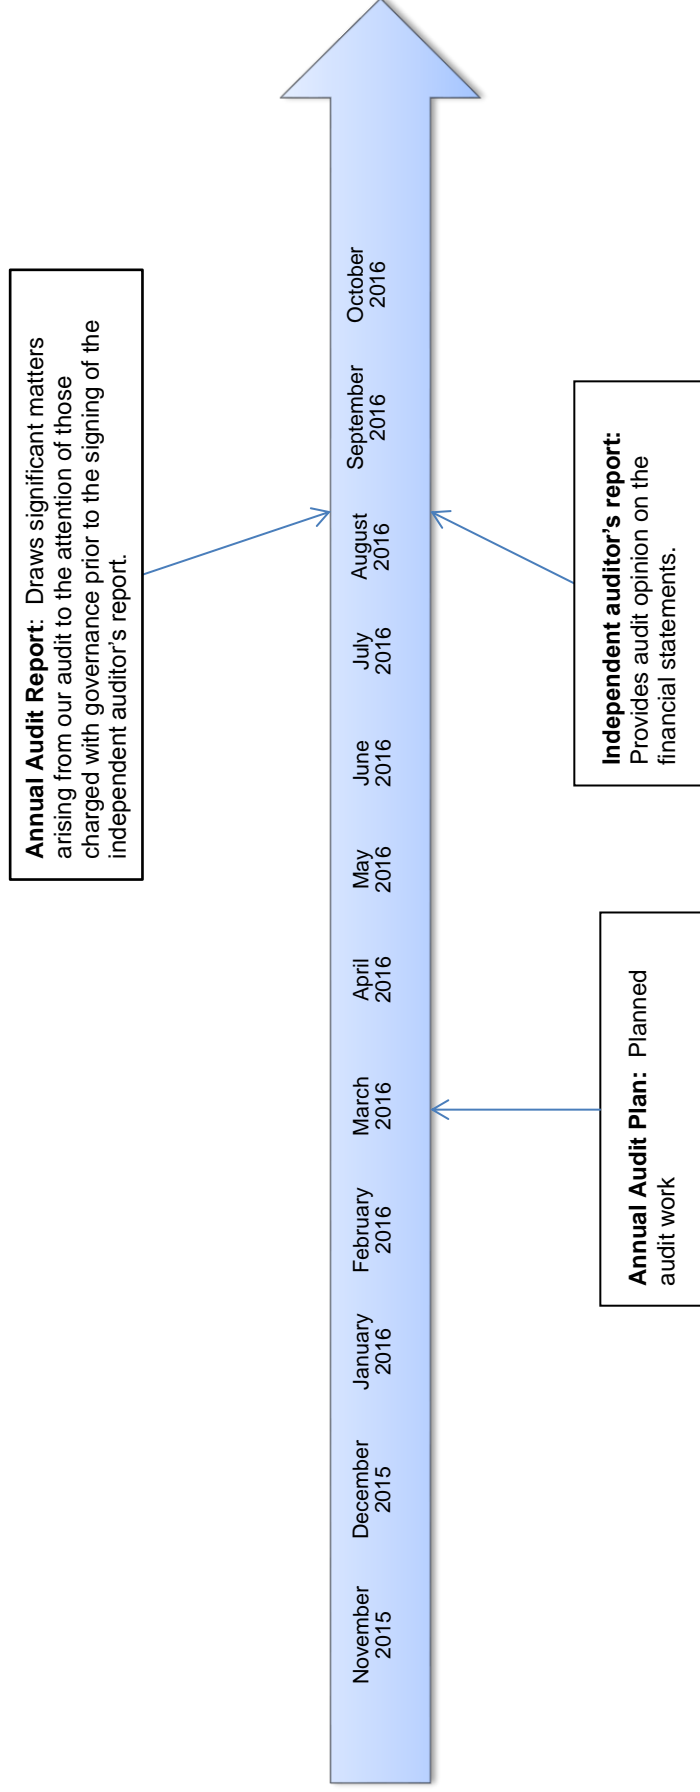 Annual Audit Report:  Draws significant matters
arising from our audit to the attention of those
charged with governance prior to the signing of the
independent auditor’s report.
November
2015
December
2015
January
2016
February
2016
March
2016
April
2016
May
2016
June
2016
July
2016
August
2016
September
2016
October
2016
Annual Audit Plan:  Planned
audit work
Independent auditor’s report:
Provides audit opinion on the
financial statements.